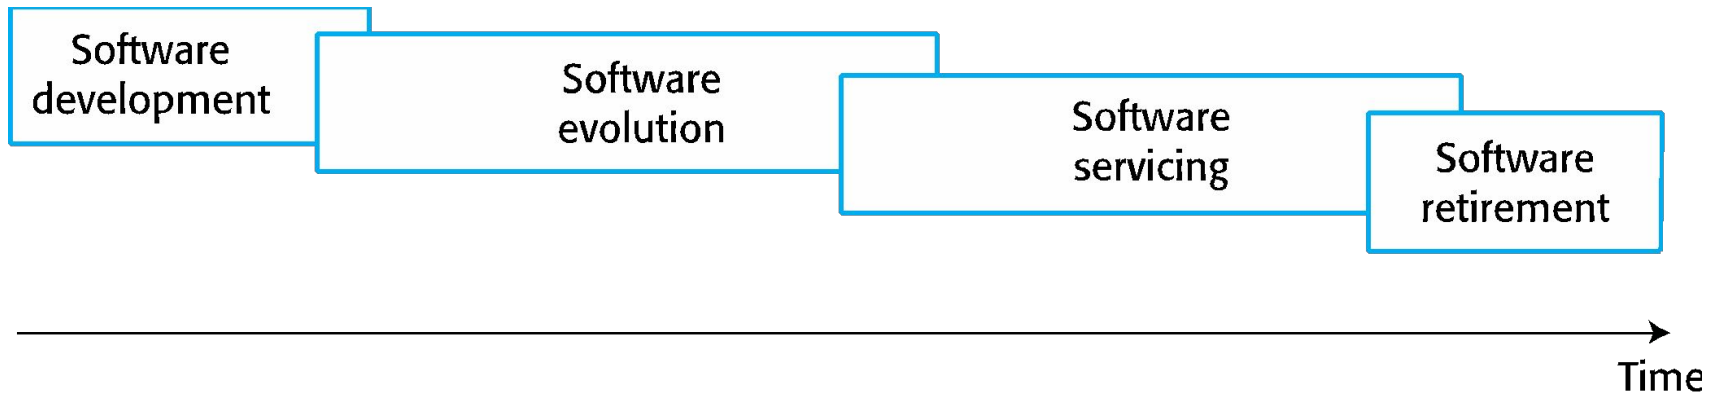 Software
development
Software
evolution
Software
servicing
Software
retirement
Time